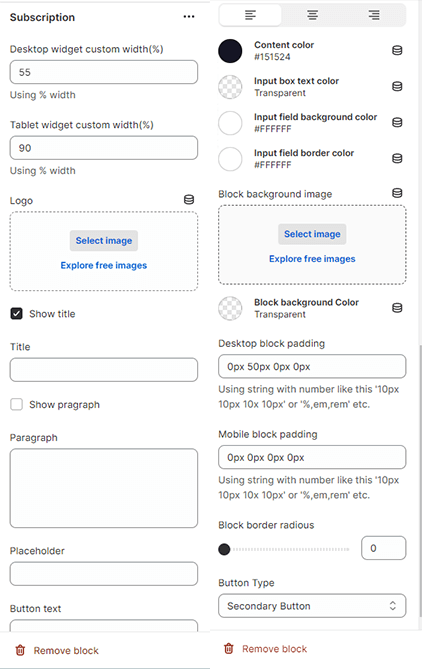 Subscription
Desktop widget custom width(%)
55
Using % width
Tablet widget custom width(%)
90
Using % width
Logo
Select image
Explore free images
Show title
Title
Show pragraph
Paragraph
Placeholder
Button text
Remove block
Content color
#151524
Input box text color
Transparent
Input field background color
#FFFFFF
Input field border color
#FFFFFF
Block background image
Select image
Explore free images
Block background Color
Transparent
Desktop block padding
0px 50px 0px 0px
Using string with number like this '10px
10px 10x 10px' or '%,em,rem' etc.
Mobile block padding
0px 0px 0px 0px
Using string with number like this '10px
10px 10x 10px' or '%,em,rem' etc.
Block border radious
0
Button Type
Secondary Button
Remove block